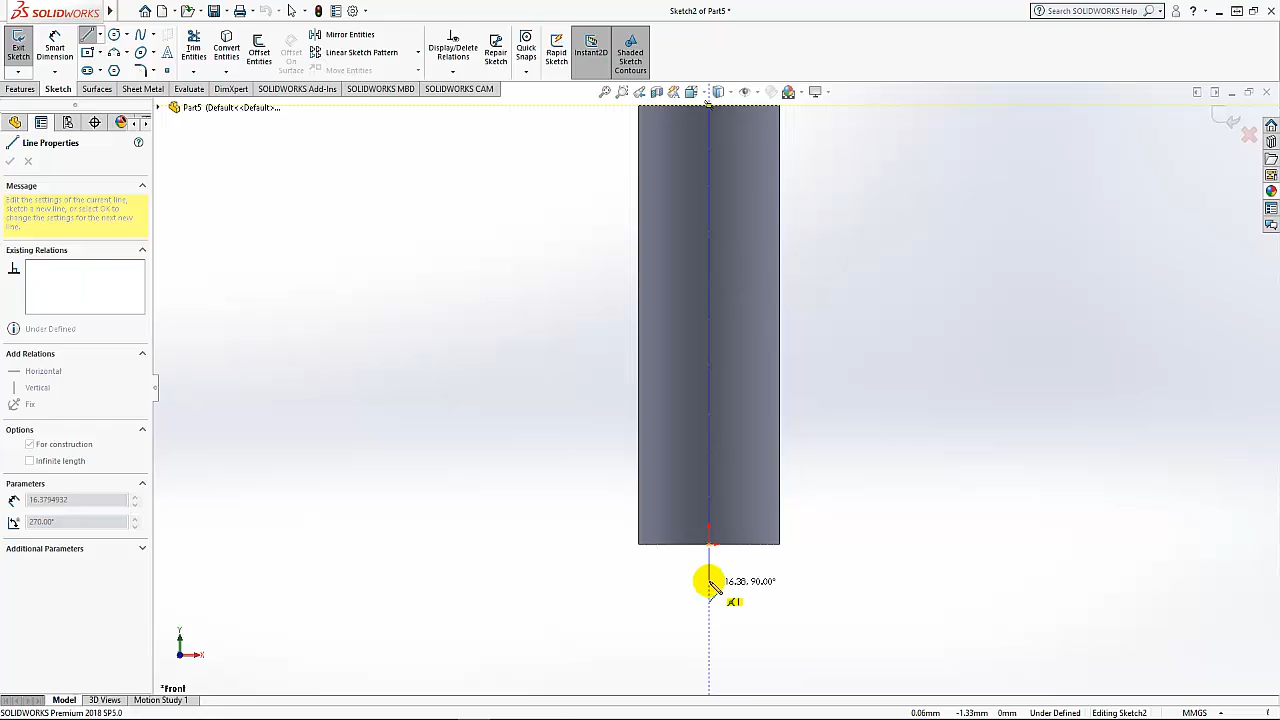 SOLIDWORKS
Sketch2 of Part5 *
Search SOLIDWORKS Help
Exit Sketch
Smart Dimension
Trim Entities
Convert Entities
Offset Entities
Offset On Surface
Mirror Entities
Linear Sketch Pattern
Move Entities
Display/Delete Relations
Repair Sketch
Quick Snaps
Rapid Sketch
Instant2D
Shaded Sketch Contours
Features
Sketch
Surfaces
Sheet Metal
Evaluate
DimXpert
SOLIDWORKS Add-Ins
SOLIDWORKS MBD
SOLIDWORKS CAM
Part5 (Default<<Default>...
Line Properties
Message
Edit the settings of the current line,
sketch a new line, or select OK to
change the settings for the next new
line.
Existing Relations
Under Defined
Add Relations
Horizontal
Vertical
Fix
Options
For construction
Infinite length
Parameters
16.3794932
270.00°
Additional Parameters
16.38, 90.00°
Y
X
*Front
Model
3D Views
Motion Study 1
SOLIDWORKS Premium 2018 SP5.0
0.06mm
-1.33mm
0mm
Under Defined
Editing Sketch2
MMGS